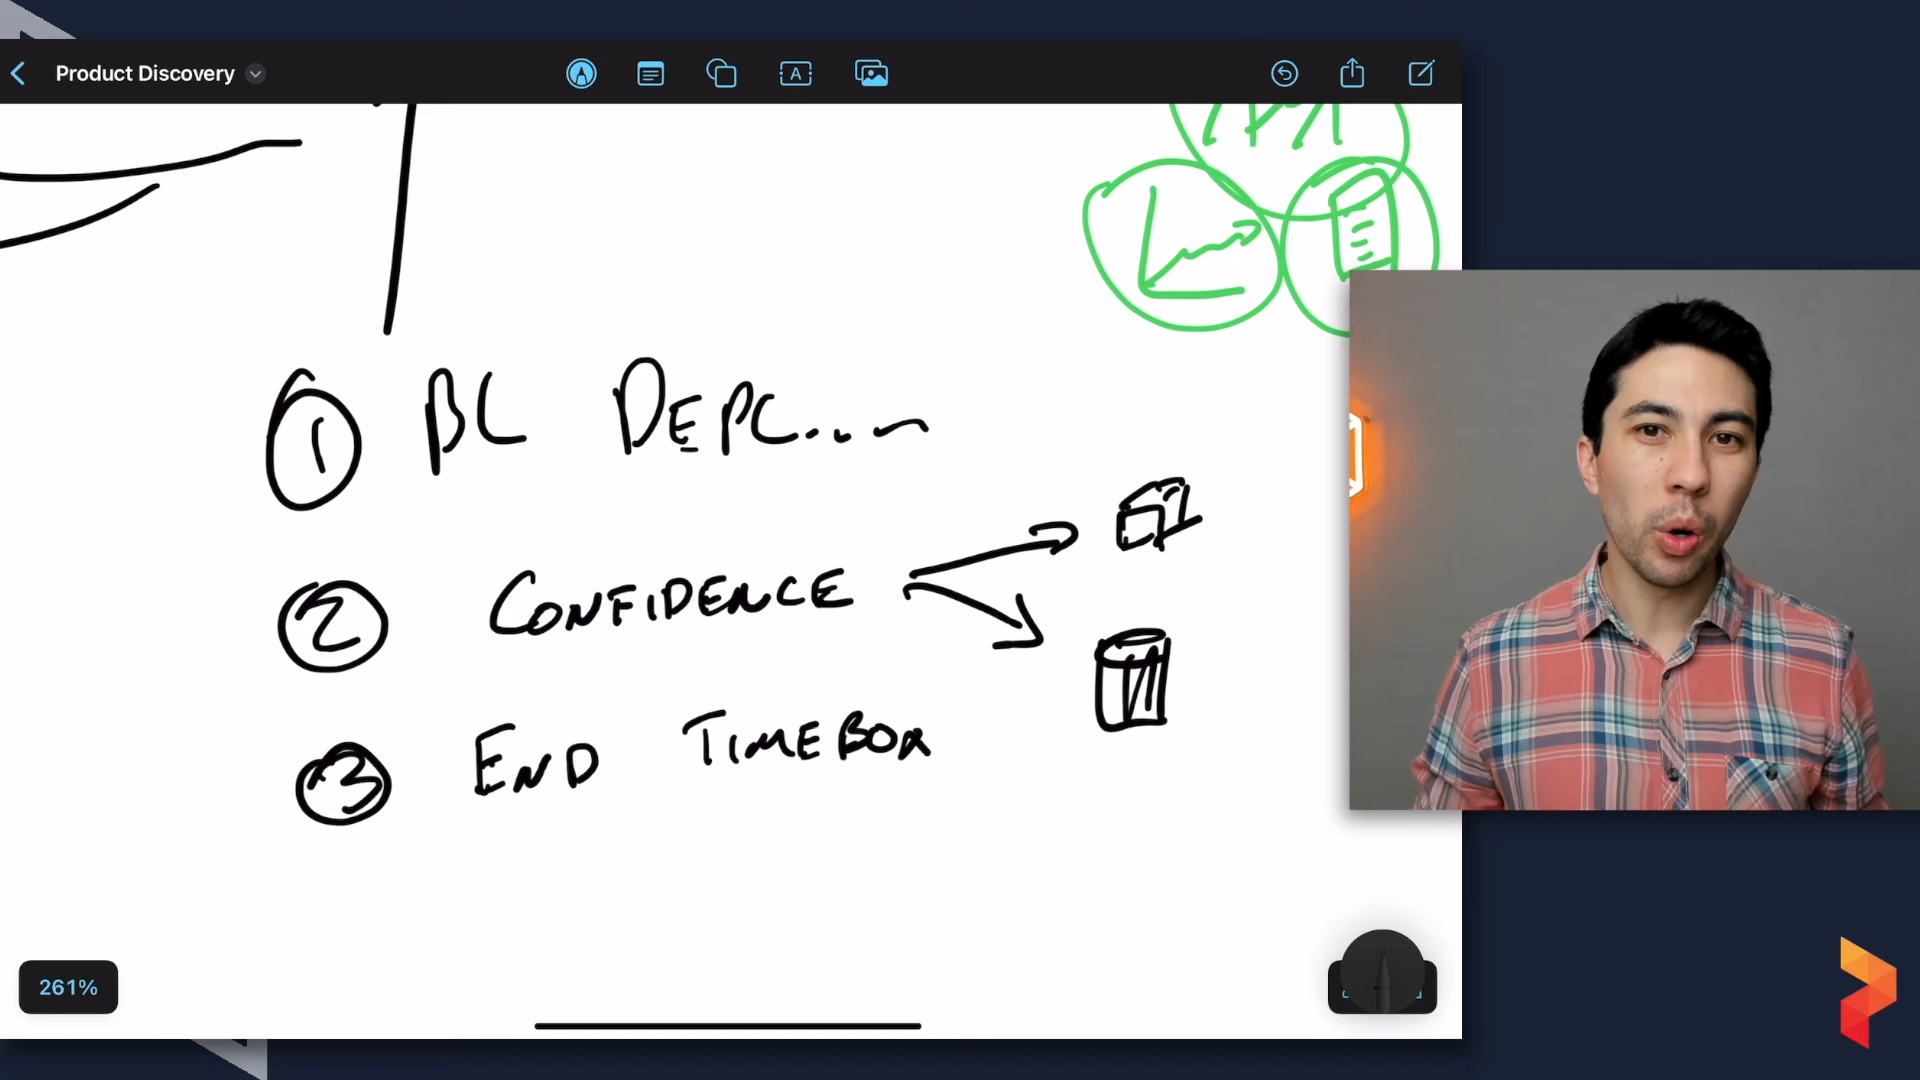 Product Discovery
A
1 BL DEPC....
2 CONFIDENCE
3 END TIMEBOX
261%